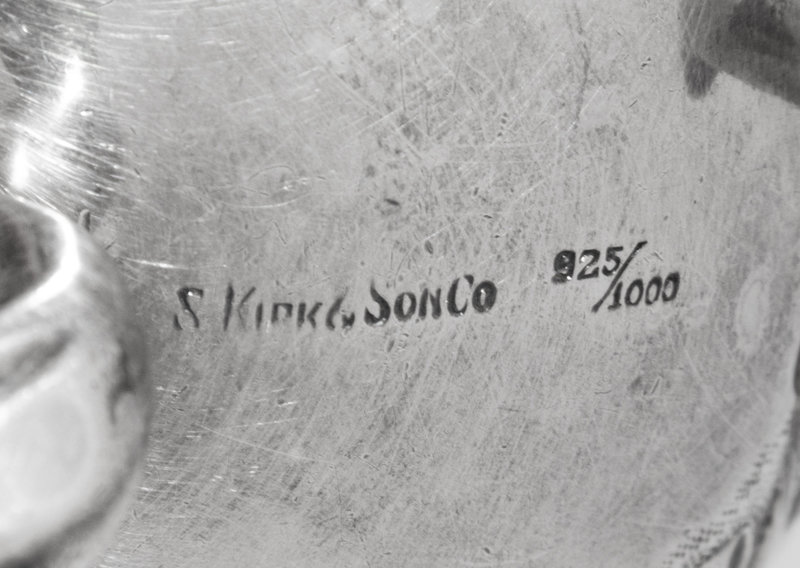 S. KIRK & SON CO 925/1000